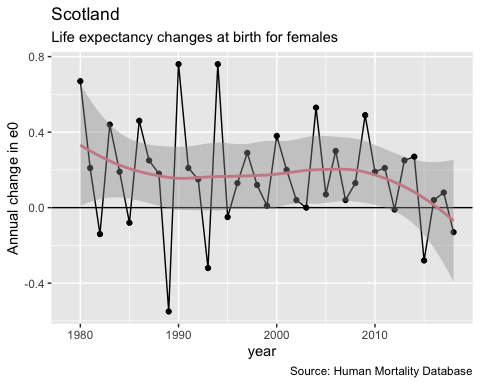 Scotland
Life expectancy changes at birth for females
0.8
0.4
0.0
-0.4
Annual change in e0
1980
1990
2000
2010
year
Source: Human Mortality Database